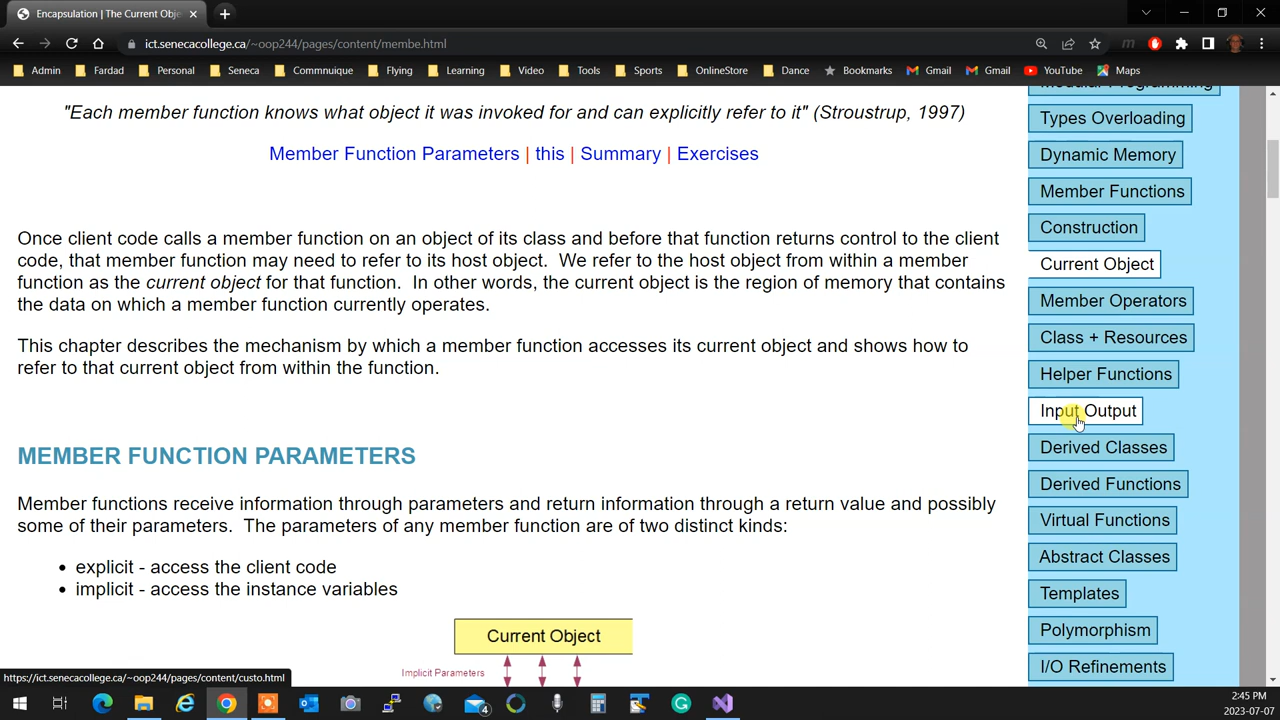 Encapsulation | The Current Obje
ict.senecacollege.ca/~oop244/pages/content/membe.html
Admin
Fardad
Personal
Seneca
Commnuique
Flying
Learning
Video
Tools
Sports
OnlineStore
Dance
Bookmarks
Gmail
Gmail
YouTube
Maps
"Each member function knows what object it was invoked for and can explicitly refer to it" (Stroustrup, 1997)
Member Function Parameters | this | Summary | Exercises
Once client code calls a member function on an object of its class and before that function returns control to the client
code, that member function may need to refer to its host object.  We refer to the host object from within a member
function as the current object for that function.  In other words, the current object is the region of memory that contains
the data on which a member function currently operates.
This chapter describes the mechanism by which a member function accesses its current object and shows how to
refer to that current object from within the function.
MEMBER FUNCTION PARAMETERS
Member functions receive information through parameters and return information through a return value and possibly
some of their parameters.  The parameters of any member function are of two distinct kinds:
• explicit - access the client code
• implicit - access the instance variables
Current Object
Implicit Parameters
Modular Programming
Types Overloading
Dynamic Memory
Member Functions
Construction
Current Object
Member Operators
Class + Resources
Helper Functions
Input Output
Derived Classes
Derived Functions
Virtual Functions
Abstract Classes
Templates
Polymorphism
I/O Refinements
https://ict.senecacollege.ca/~oop244/pages/content/custo.html
4
2:45 PM
2023-07-07